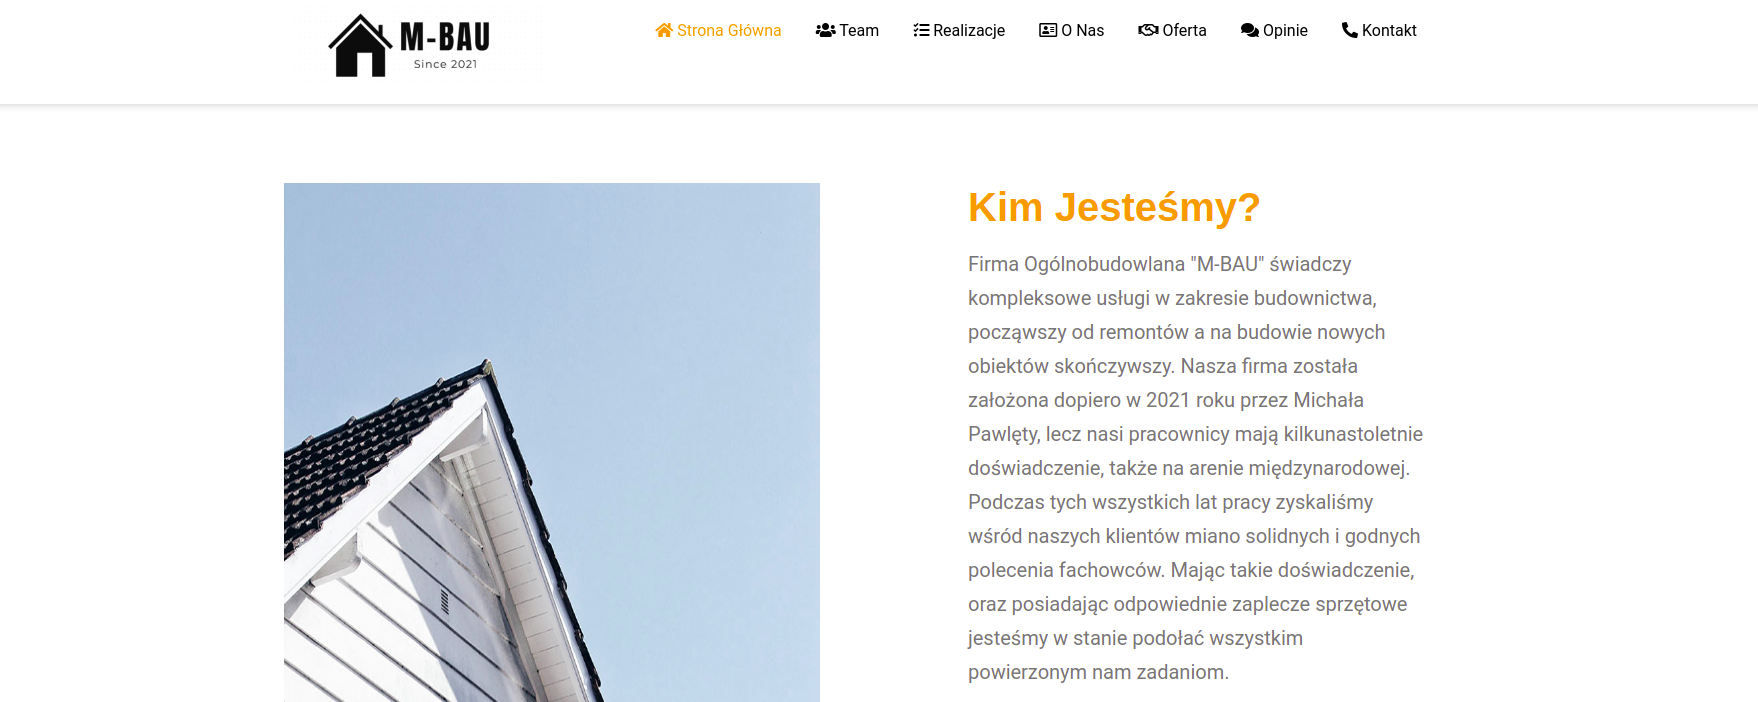 M-BAU
Since 2021
Strona Główna
Team
Realizacje
O Nas
Oferta
Opinie
Kontakt
Kim Jesteśmy?
Firma Ogólnobudowlana "M-BAU" świadczy
kompleksowe usługi w zakresie budownictwa,
począwszy od remontów a na budowie nowych
obiektów skończywszy. Nasza firma została
założona dopiero w 2021 roku przez Michała
Pawlęty, lecz nasi pracownicy mają kilkunastoletnie
doświadczenie, także na arenie międzynarodowej.
Podczas tych wszystkich lat pracy zyskaliśmy
wśród naszych klientów miano solidnych i godnych
polecenia fachowców. Mając takie doświadczenie,
oraz posiadając odpowiednie zaplecze sprzętowe
jesteśmy w stanie podołać wszystkim
powierzonym nam zadaniom.